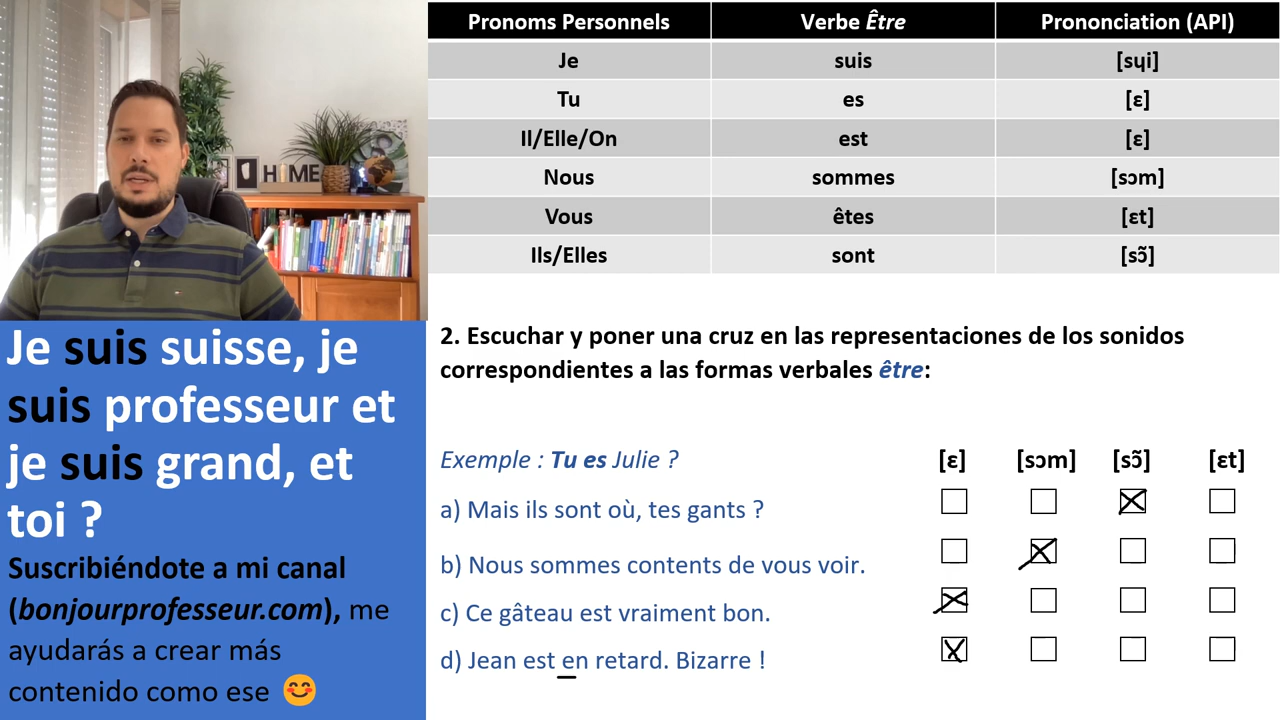 HOME
Je suis suisse, je
suis professeur et
je suis grand, et
toi ?
Suscribiéndote a mi canal
(bonjourprofesseur.com), me
ayudarás a crear más
contenido como ese 😊
Pronoms Personnels Verbe Être Prononciation (API)
Je suis [sɥi]
Tu es [ɛ]
Il/Elle/On est [ɛ]
Nous sommes [sɔm]
Vous êtes [ɛt]
Ils/Elles sont [sɔ̃]
2. Escuchar y poner una cruz en las representaciones de los sonidos
correspondientes a las formas verbales être:
Exemple : Tu es Julie ? [ɛ] [sɔm] [sɔ̃] [ɛt]
a) Mais ils sont où, tes gants ?
b) Nous sommes contents de vous voir.
c) Ce gâteau est vraiment bon.
d) Jean est en retard. Bizarre !